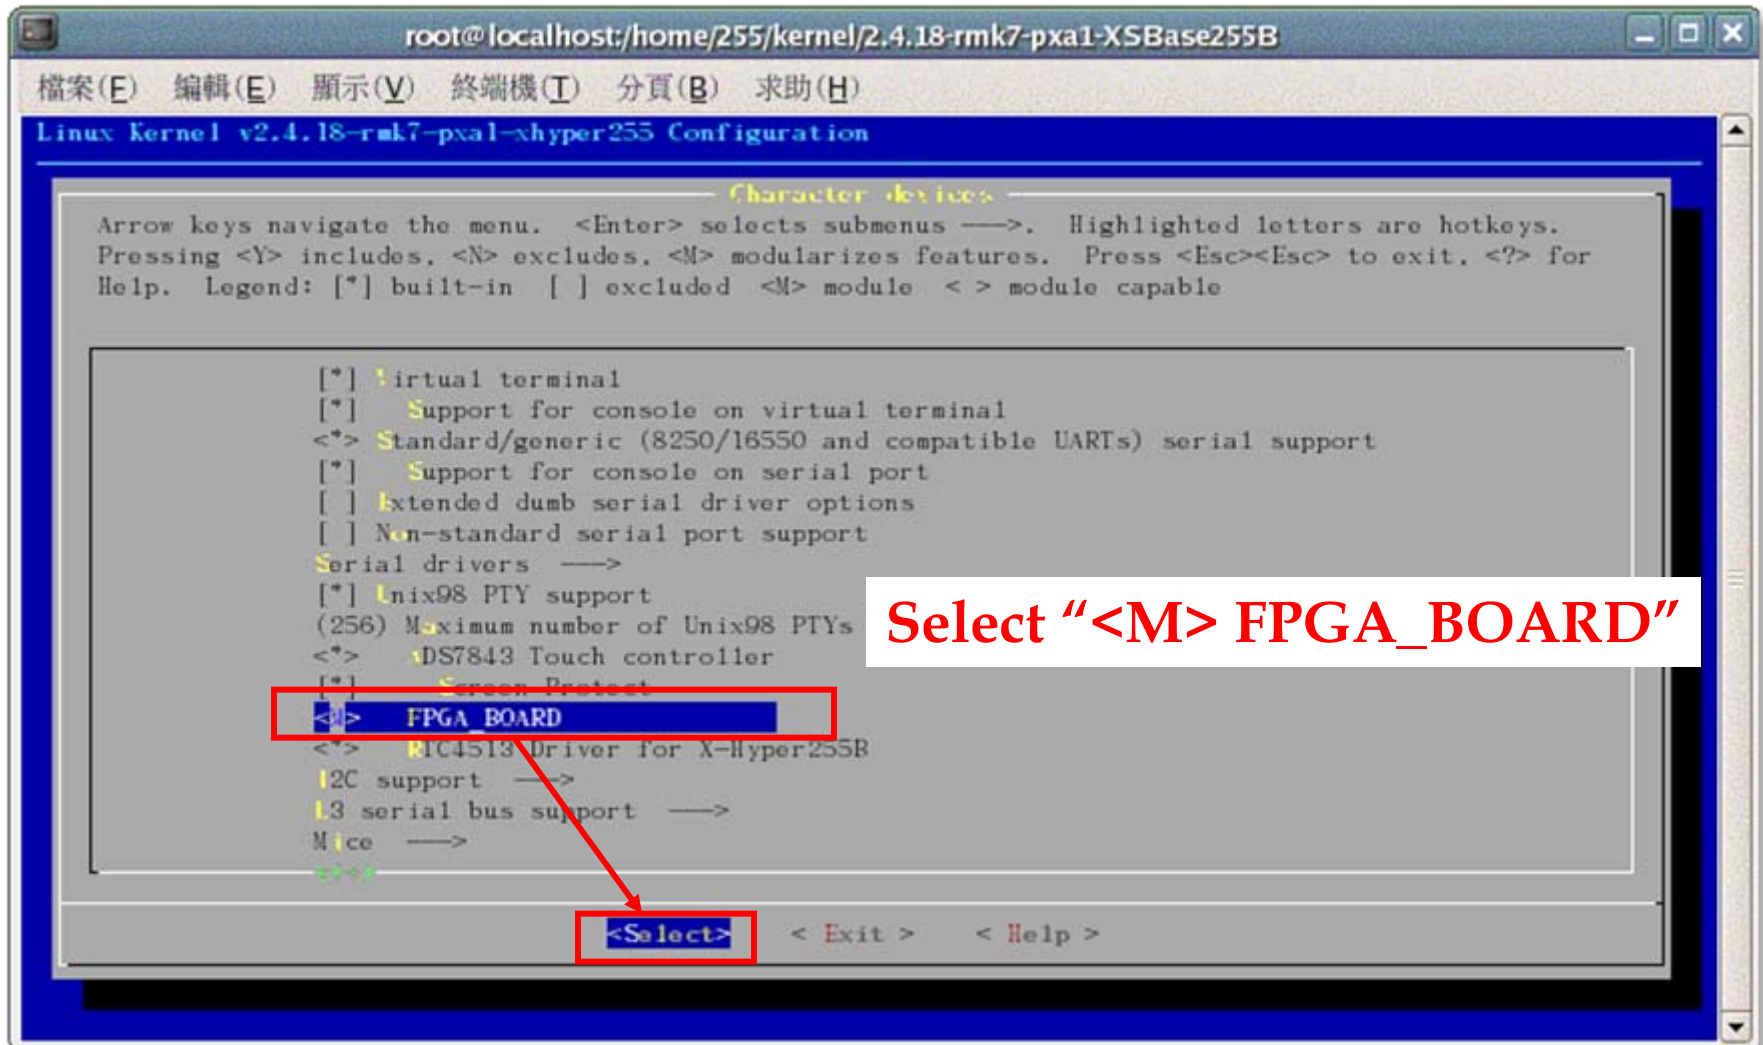 root@localhost:/home/255/kernel/2.4.18-rmk7-pxa1-XSBase255B
檔案(F) 編輯(E) 顯示(V) 終端機(T) 分頁(B) 求助(H)
Linux Kernel v2.4.18-rmk7-pxa1-xhyper255 Configuration
Character devices
Arrow keys navigate the menu. <Enter> selects submenus --->. Highlighted letters are hotkeys.
Pressing <Y> includes, <N> excludes, <M> modularizes features. Press <Esc><Esc> to exit, <?> for
Help. Legend: [*] built-in [ ] excluded <M> module < > module capable
[*] Virtual terminal
[*] Support for console on virtual terminal
<*> Standard/generic (8250/16550 and compatible UARTs) serial support
[*] Support for console on serial port
[ ] Extended dumb serial driver options
[ ] Non-standard serial port support
Serial drivers --->
[*] Unix98 PTY support
(256) Maximum number of Unix98 PTYs
Select “<M> FPGA_BOARD”
<*> ADS7843 Touch controller
[*] Screen Protect
<M> FPGA_BOARD
<*> RTC4513 Driver for X-Hyper255B
I2C support --->
L3 serial bus support --->
Mice --->
<Select> < Exit > < Help >